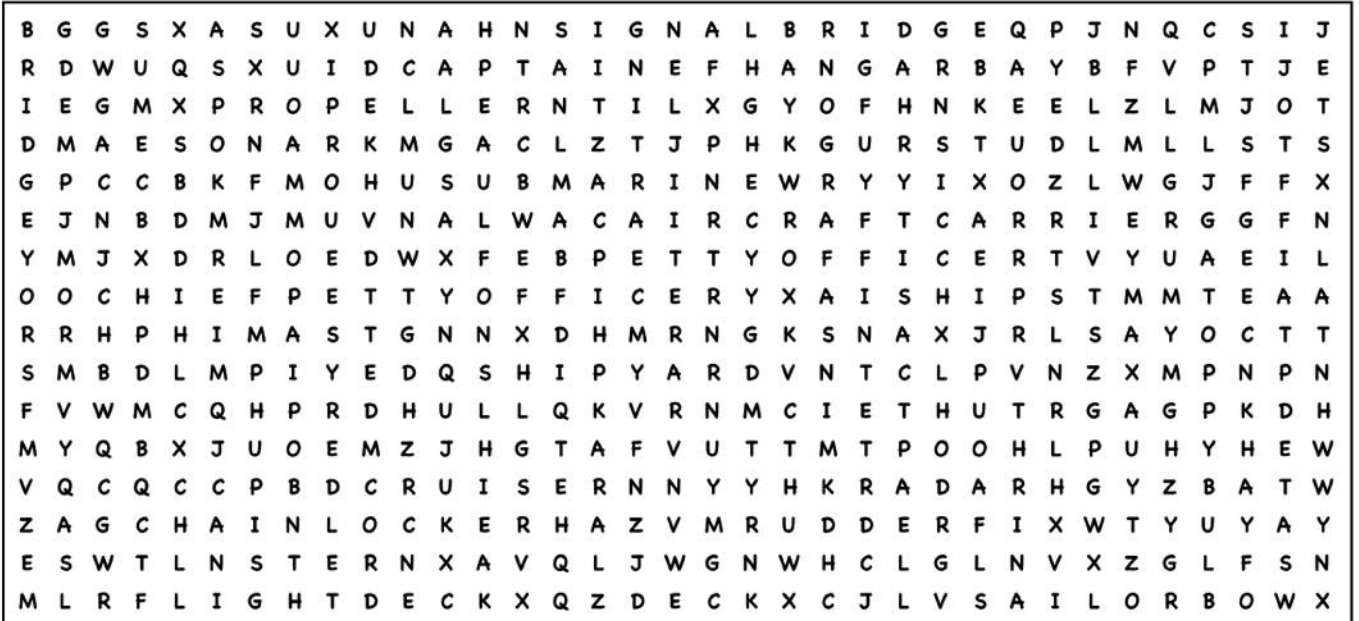 B G G S X A S U X U N A H N S I G N A L B R I D G E Q P J N Q C S I J
R D W U Q S X U I D C A P T A I N E F H A N G A R B A Y B F V P T J E
I E G M X P R O P E L L E R N T I L X G Y O F H N K E E L Z L M J O T
D M A E S O N A R K M G A C L Z T J P H K G U R S T U D L M L L S T S
G P C C B K F M O H U S U B M A R I N E W R Y Y I X O Z L W G J F F X
E J N B D M J M U V N A L W A C A I R C R A F T C A R R I E R G G F N
Y M J X D R L O E D W X F E B P E T T Y O F F I C E R T V Y U A E I L
O O C H I E F P E T T Y O F F I C E R Y X A I S H I P S T M M T E A A
R R H P H I M A S T G N N X D H M R N G K S N A X J R L S A Y O C T T
S M B D L M P I Y E D Q S H I P Y A R D V N T C L P V N Z X M P N P N
F V W M C Q H P R D H U L L Q K V R N M C I E T H U T R G A G P K D H
M Y Q B X J U O E M Z J H G T A F V U T T M T P O O H L P U H Y H E W
V Q C Q C C P B D C R U I S E R N N Y Y H K R A D A R H G Y Z B A T W
Z A G C H A I N L O C K E R H A Z V M R U D D E R F I X W T Y U Y A Y
E S W T L N S T E R N X A V Q L J W G N W H C L G L N V X Z G L F S N
M L R F L I G H T D E C K X Q Z D E C K X C J L V S A I L O R B O W X